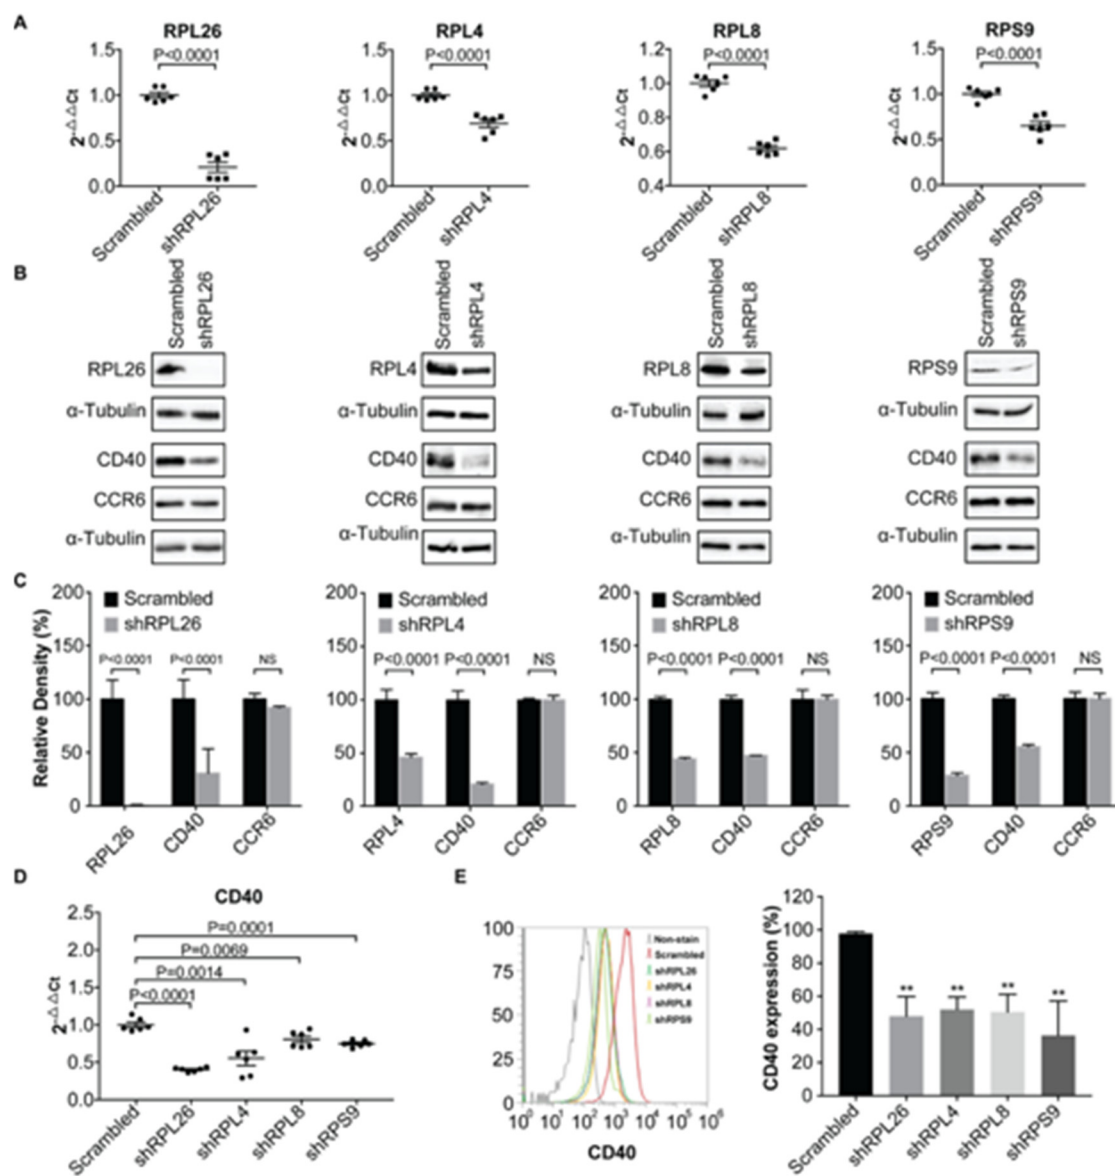 A
RPL26 RPL4 RPL8 RPS9
1.5 1.5 1.2 1.5
P<0.0001 P<0.0001 P<0.0001 P<0.0001
1.0 1.0 1.0 1.0
0.8
0.5 0.5 0.6 0.5
0.0 0.0 0.4 0.0
2-ΔΔCt 2-ΔΔCt 2-ΔΔCt 2-ΔΔCt
Scrambled shRPL26 Scrambled shRPL4 Scrambled shRPL8 Scrambled shRPS9
B
Scrambled shRPL26 Scrambled shRPL4 Scrambled shRPL8 Scrambled shRPS9
RPL26 RPL4 RPL8 RPS9
α-Tubulin α-Tubulin α-Tubulin α-Tubulin
CD40 CD40 CD40 CD40
CCR6 CCR6 CCR6 CCR6
α-Tubulin α-Tubulin α-Tubulin α-Tubulin
C
Relative Density (%)
200 200 200 200
Scrambled Scrambled Scrambled Scrambled
shRPL26 shRPL4 shRPL8 shRPS9
150 150 150 150
P<0.0001 P<0.0001 NS P<0.0001 P<0.0001 NS P<0.0001 P<0.0001 NS P<0.0001 P<0.0001 NS
100 100 100 100
50 50 50 50
0 0 0 0
RPL26 CD40 CCR6 RPL4 CD40 CCR6 RPL8 CD40 CCR6 RPS9 CD40 CCR6
D
CD40
2-ΔΔCt
2.5
2.0
1.5
1.0
0.5
0.0
P=0.0001
P=0.0069
P=0.0014
P<0.0001
Scrambled shRPL26 shRPL4 shRPL8 shRPS9
E
100
75
50
25
0
Non-stain
Scrambled
shRPL26
shRPL4
shRPL8
shRPS9
10² 10³ 10⁴ 10⁵ 10⁶
CD40
CD40 expression (%)
120
100
80
60
40
20
0
** ** ** **
Scrambled shRPL26 shRPL4 shRPL8 shRPS9